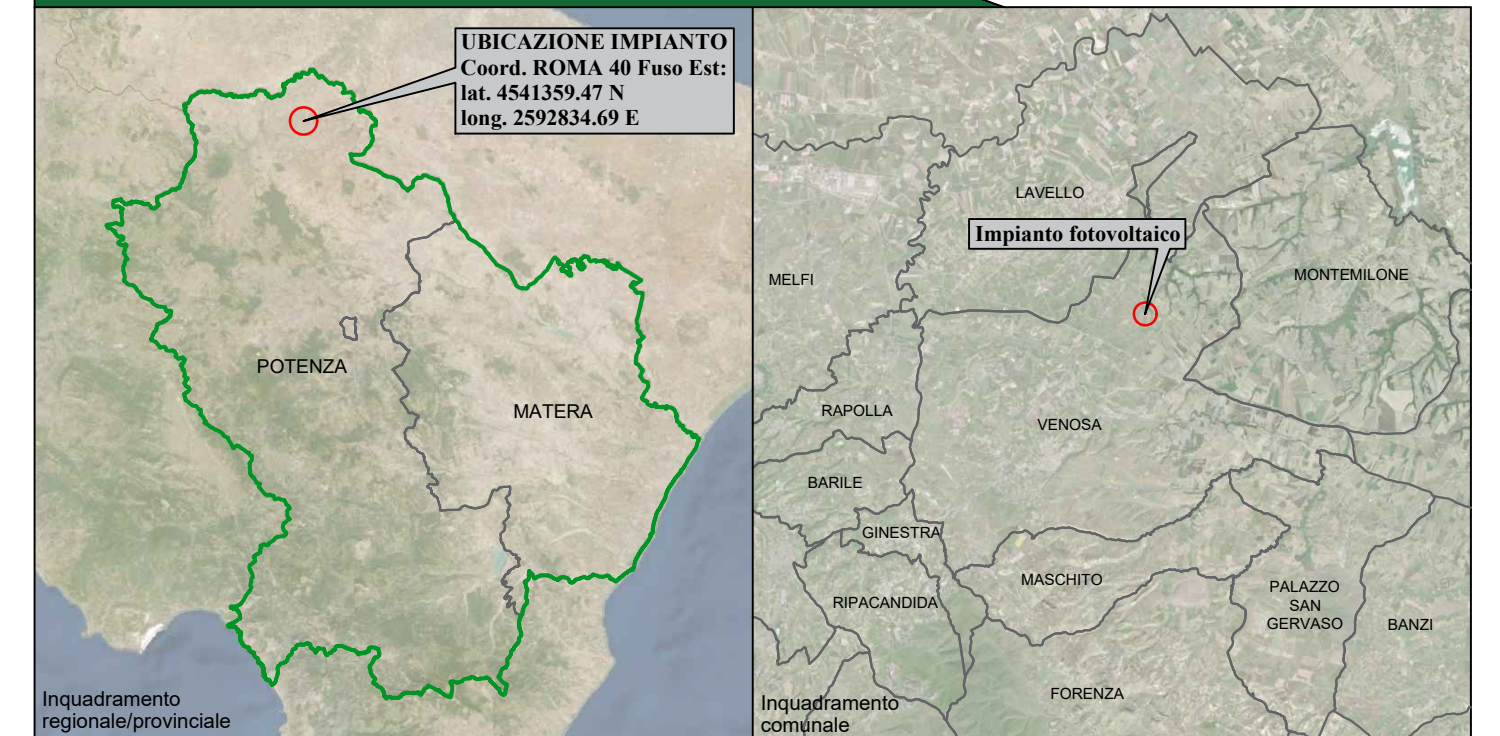 UBICAZIONE IMPIANTO
Coord. ROMA 40 Fuso Est:
lat. 4541359.47 N
long. 2592834.69 E
POTENZA
MATERA
Inquadramento
regionale/provinciale
LAVELLO
Impianto fotovoltaico
MELFI
MONTEMILONE
RAPOLLA
VENOSA
BARILE
GINESTRA
MASCHITO
RIPACANDIDA
PALAZZO
SAN
GERVASO
BANZI
FORENZA
Inquadramento
comunale